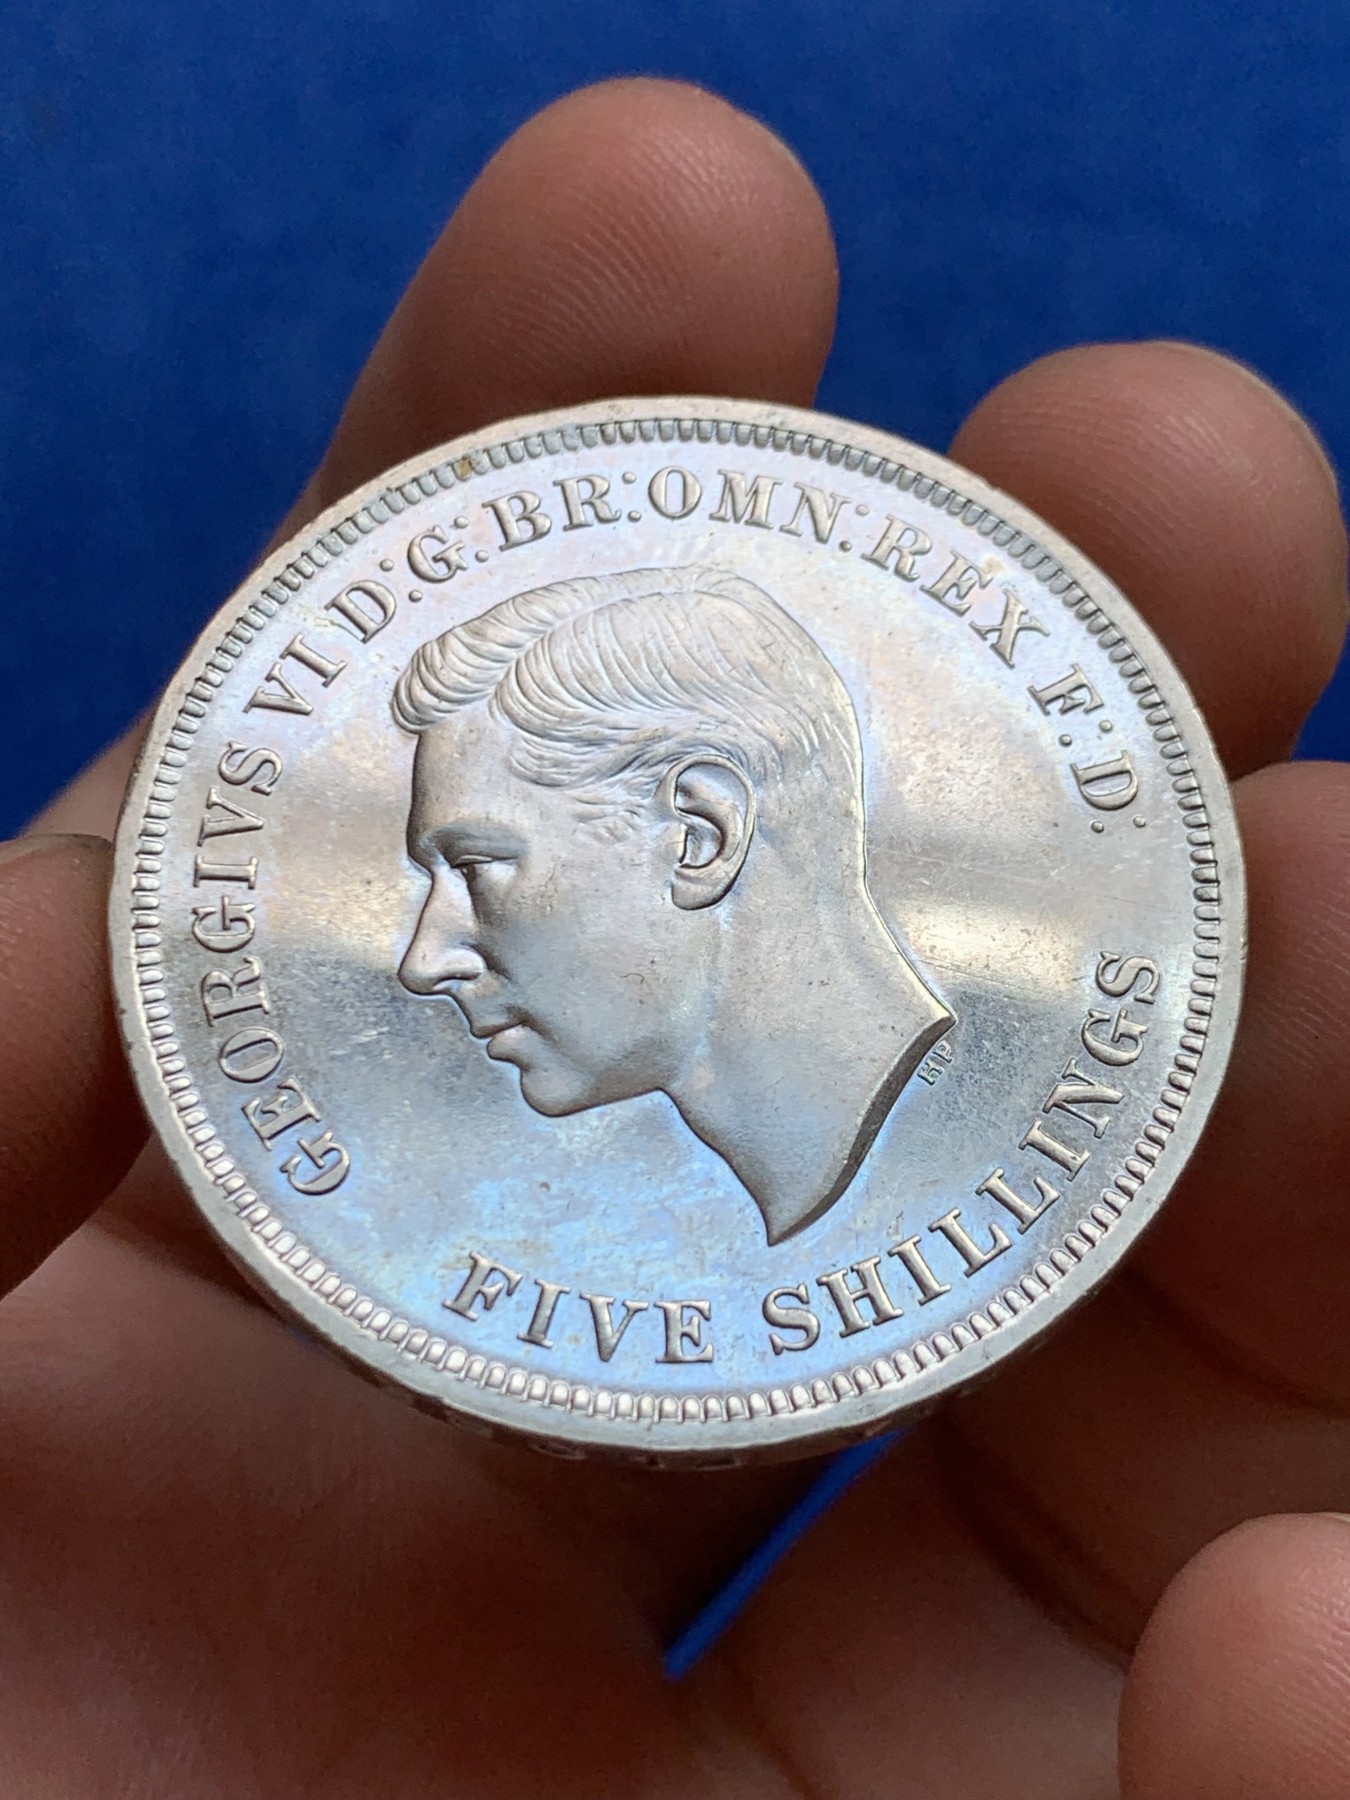 GEORGIVS VI D:G:BR:OMN:REX F:D:
FIVE SHILLINGS
HP